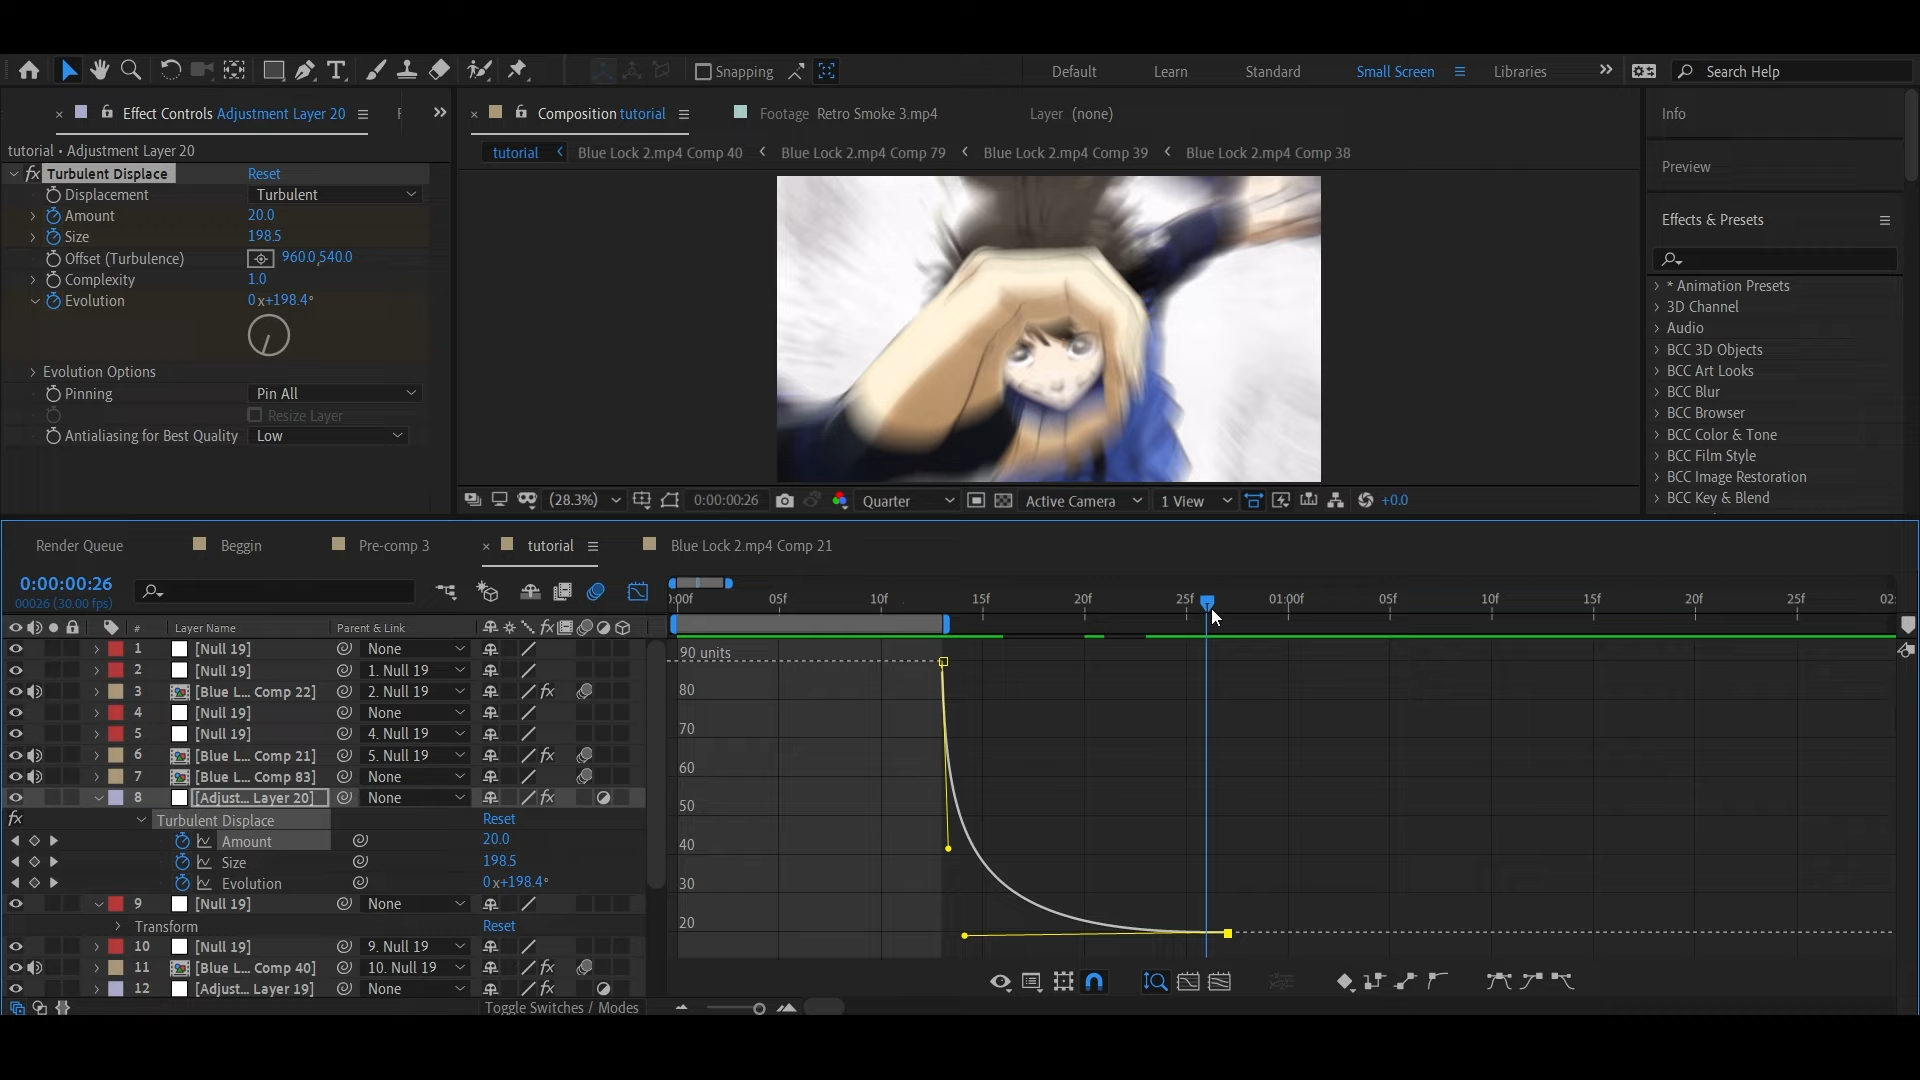 Snapping
Default
Learn
Standard
Small Screen
Libraries
Search Help
Effect Controls Adjustment Layer 20
Composition tutorial
Footage Retro Smoke 3.mp4
Layer (none)
Info
tutorial • Adjustment Layer 20
tutorial
Blue Lock 2.mp4 Comp 40
Blue Lock 2.mp4 Comp 79
Blue Lock 2.mp4 Comp 39
Blue Lock 2.mp4 Comp 38
Preview
fx Turbulent Displace Reset
Displacement Turbulent
Amount 20.0
Size 198.5
Offset (Turbulence) 960.0,540.0
Complexity 1.0
Evolution 0x+198.4°
Evolution Options
Pinning Pin All
Resize Layer
Antialiasing for Best Quality Low
Effects & Presets
* Animation Presets
3D Channel
Audio
BCC 3D Objects
BCC Art Looks
BCC Blur
BCC Browser
BCC Color & Tone
BCC Film Style
BCC Image Restoration
BCC Key & Blend
(28.3%) 0:00:00:26 Quarter Active Camera 1 View +0.0
Render Queue
Beggin
Pre-comp 3
tutorial
Blue Lock 2.mp4 Comp 21
0:00:00:26
00026 (30.00 fps)
):00f 05f 10f 15f 20f 25f 01:00f 05f 10f 15f 20f 25f 02:
# Layer Name Parent & Link fx
1 [Null 19] None
2 [Null 19] 1. Null 19
3 [Blue L... Comp 22] 2. Null 19 fx
4 [Null 19] None
5 [Null 19] 4. Null 19
6 [Blue L... Comp 21] 5. Null 19 fx
7 [Blue L... Comp 83] None
8 [Adjust... Layer 20] None fx
fx Turbulent Displace Reset
Amount 20.0
Size 198.5
Evolution 0x+198.4°
9 [Null 19] None
Transform Reset
10 [Null 19] 9. Null 19
11 [Blue L... Comp 40] 10. Null 19 fx
12 [Adjust... Layer 19] None fx
Toggle Switches / Modes
90 units
80
70
60
50
40
30
20